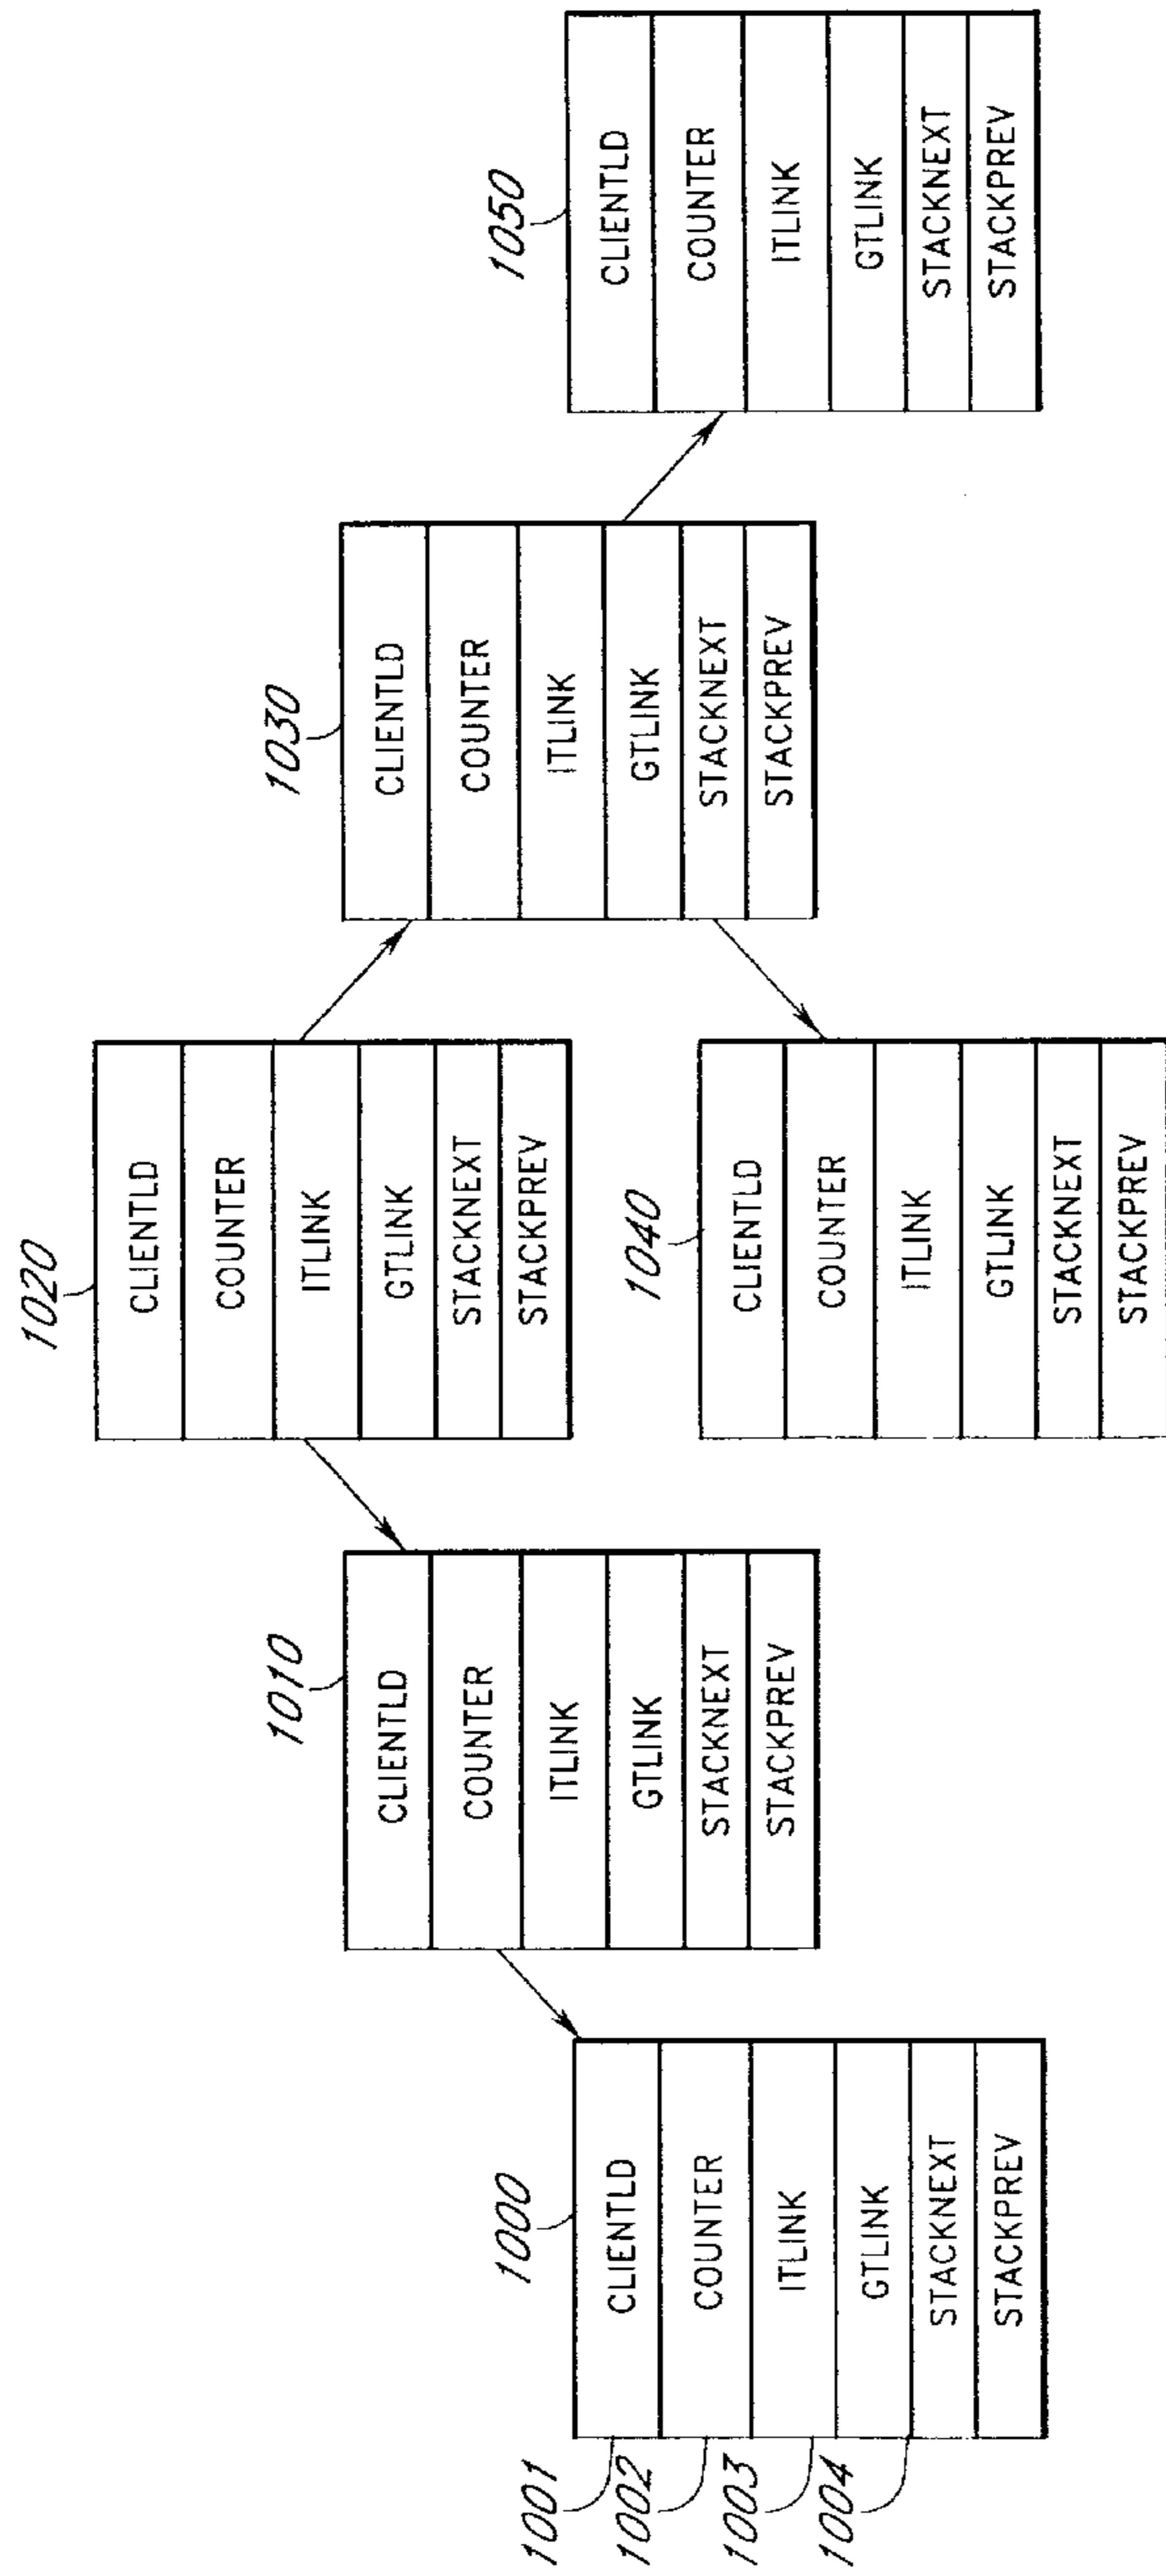 1020
CLIENTLD
COUNTER
ITLINK
GTLINK
STACKNEXT
STACKPREV
1010
CLIENTLD
COUNTER
ITLINK
GTLINK
STACKNEXT
STACKPREV
1030
CLIENTLD
COUNTER
ITLINK
GTLINK
STACKNEXT
STACKPREV
1000
1001
1002
1003
1004
CLIENTLD
COUNTER
ITLINK
GTLINK
STACKNEXT
STACKPREV
1040
CLIENTLD
COUNTER
ITLINK
GTLINK
STACKNEXT
STACKPREV
1050
CLIENTLD
COUNTER
ITLINK
GTLINK
STACKNEXT
STACKPREV